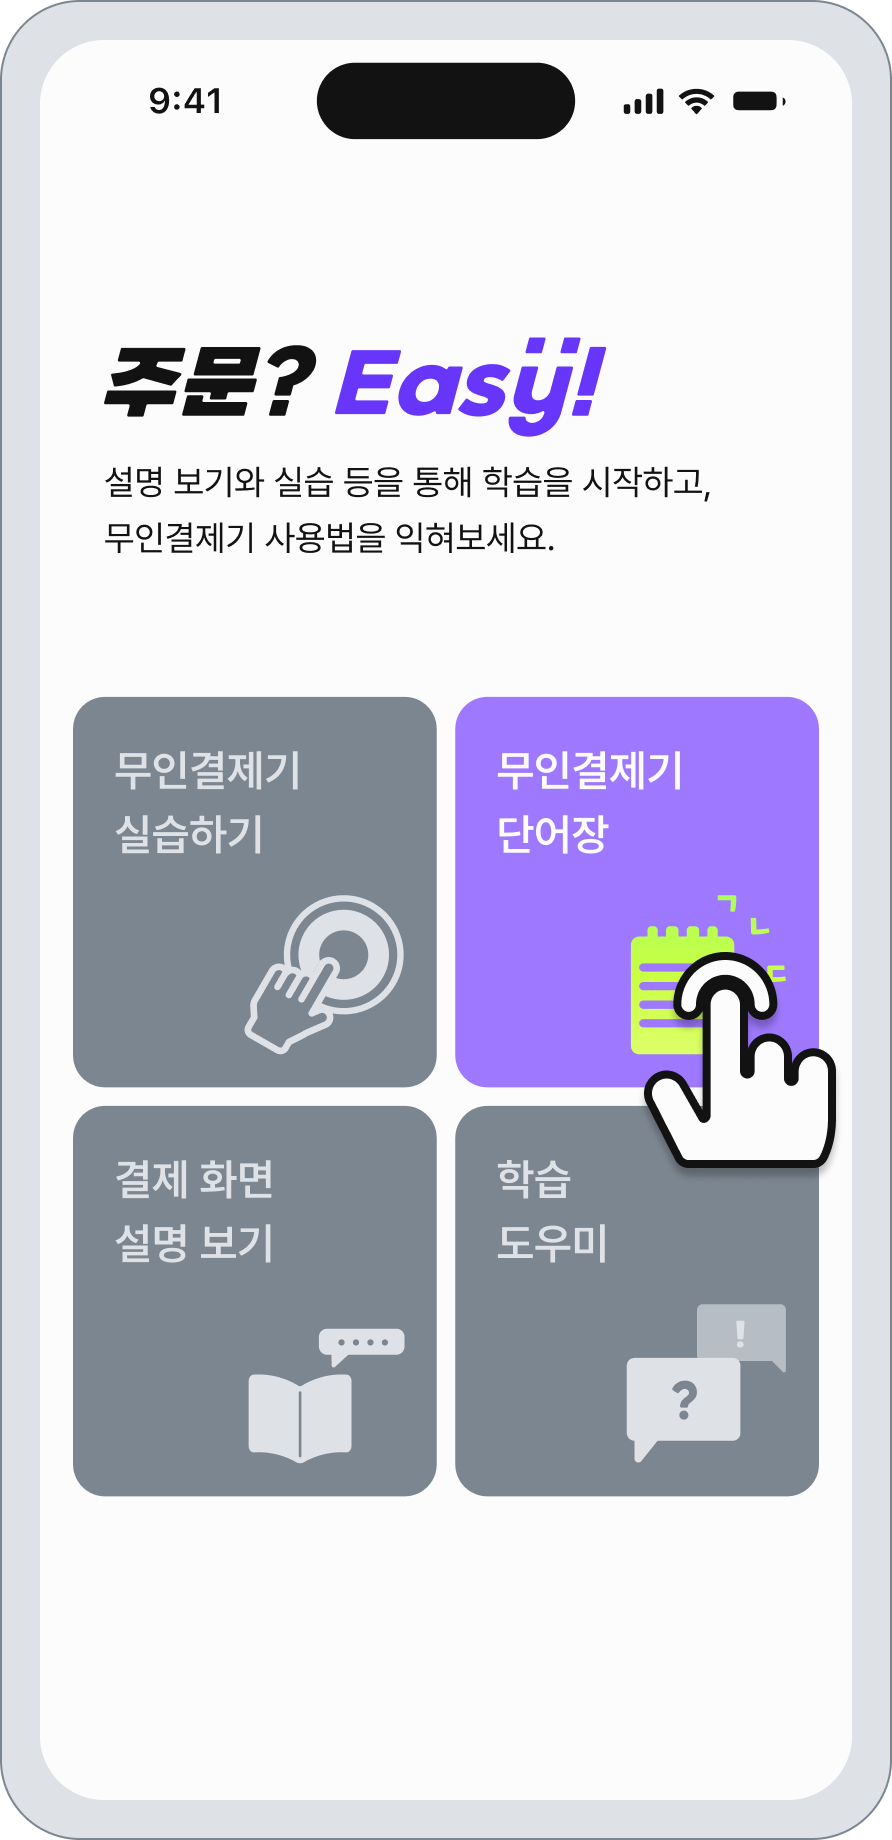 9:41
주문? Easÿ!
설명 보기와 실습 등을 통해 학습을 시작하고,
무인결제기 사용법을 익혀보세요.
무인결제기
실습하기
무인결제기
단어장
ㄱ
ㄴ
ㄷ
결제 화면
설명 보기
학습
도우미
!
?